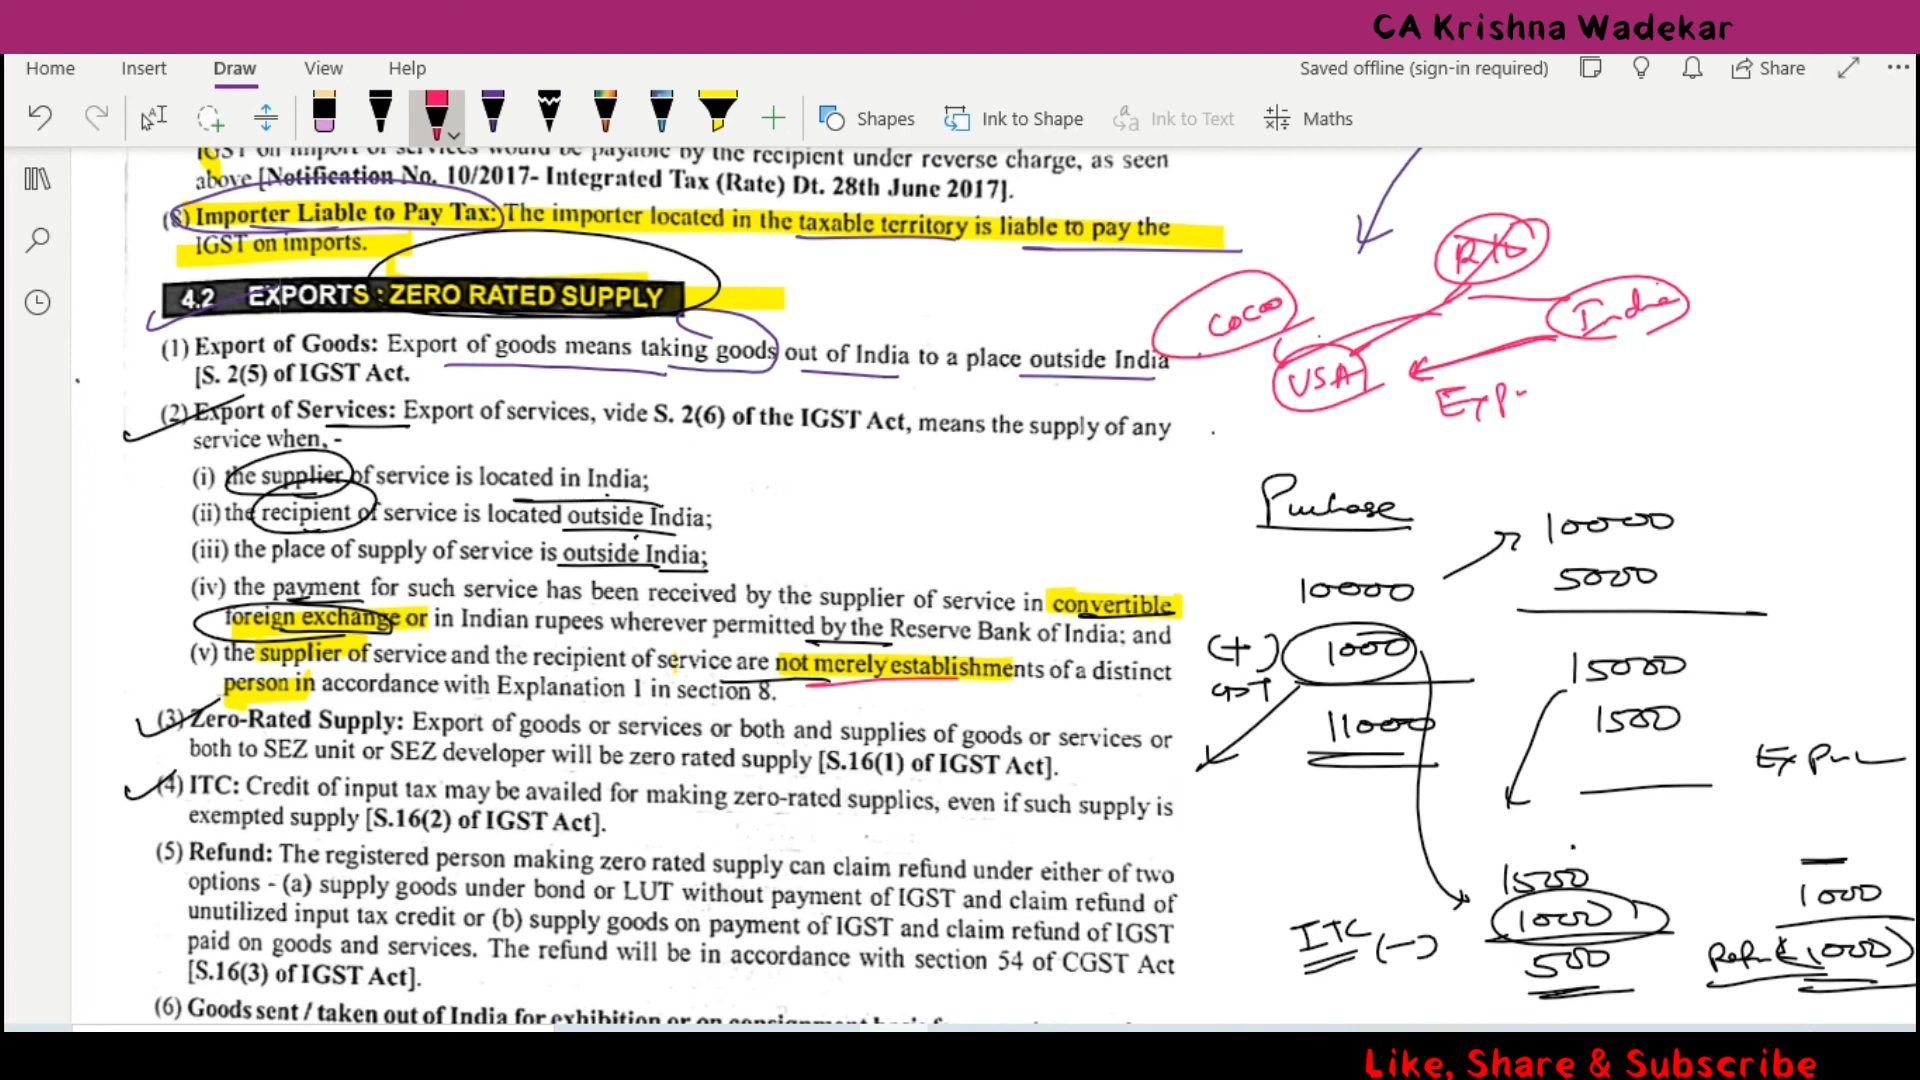 CA Krishna Wadekar
Home Insert Draw View Help
Saved offline (sign-in required) Share
Shapes Ink to Shape Ink to Text Maths
IGST on import of services would be payable by the recipient under reverse charge, as seen
above [Notification No. 10/2017- Integrated Tax (Rate) Dt. 28th June 2017].
(8) Importer Liable to Pay Tax: The importer located in the taxable territory is liable to pay the
IGST on imports.
4.2 EXPORTS : ZERO RATED SUPPLY
(1) Export of Goods: Export of goods means taking goods out of India to a place outside India
[S. 2(5) of IGST Act.
(2) Export of Services: Export of services, vide S. 2(6) of the IGST Act, means the supply of any
service when, -
(i) the supplier of service is located in India;
(ii) the recipient of service is located outside India;
(iii) the place of supply of service is outside India;
(iv) the payment for such service has been received by the supplier of service in convertible
foreign exchange or in Indian rupees wherever permitted by the Reserve Bank of India; and
(v) the supplier of service and the recipient of service are not merely establishments of a distinct
person in accordance with Explanation 1 in section 8.
(3) Zero-Rated Supply: Export of goods or services or both and supplies of goods or services or
both to SEZ unit or SEZ developer will be zero rated supply [S.16(1) of IGST Act].
(4) ITC: Credit of input tax may be availed for making zero-rated supplies, even if such supply is
exempted supply [S.16(2) of IGST Act].
(5) Refund: The registered person making zero rated supply can claim refund under either of two
options - (a) supply goods under bond or LUT without payment of IGST and claim refund of
unutilized input tax credit or (b) supply goods on payment of IGST and claim refund of IGST
paid on goods and services. The refund will be in accordance with section 54 of CGST Act
[S.16(3) of IGST Act].
(6) Goods sent / taken out of India for exhibition or on consignment basis
India
USA
Exp
Purchase
10000
(+) 1000
GST
11000
10000
5000
15000
1500
1500
ITC (-) 1000
500
1000
(1000)
Like, Share & Subscribe